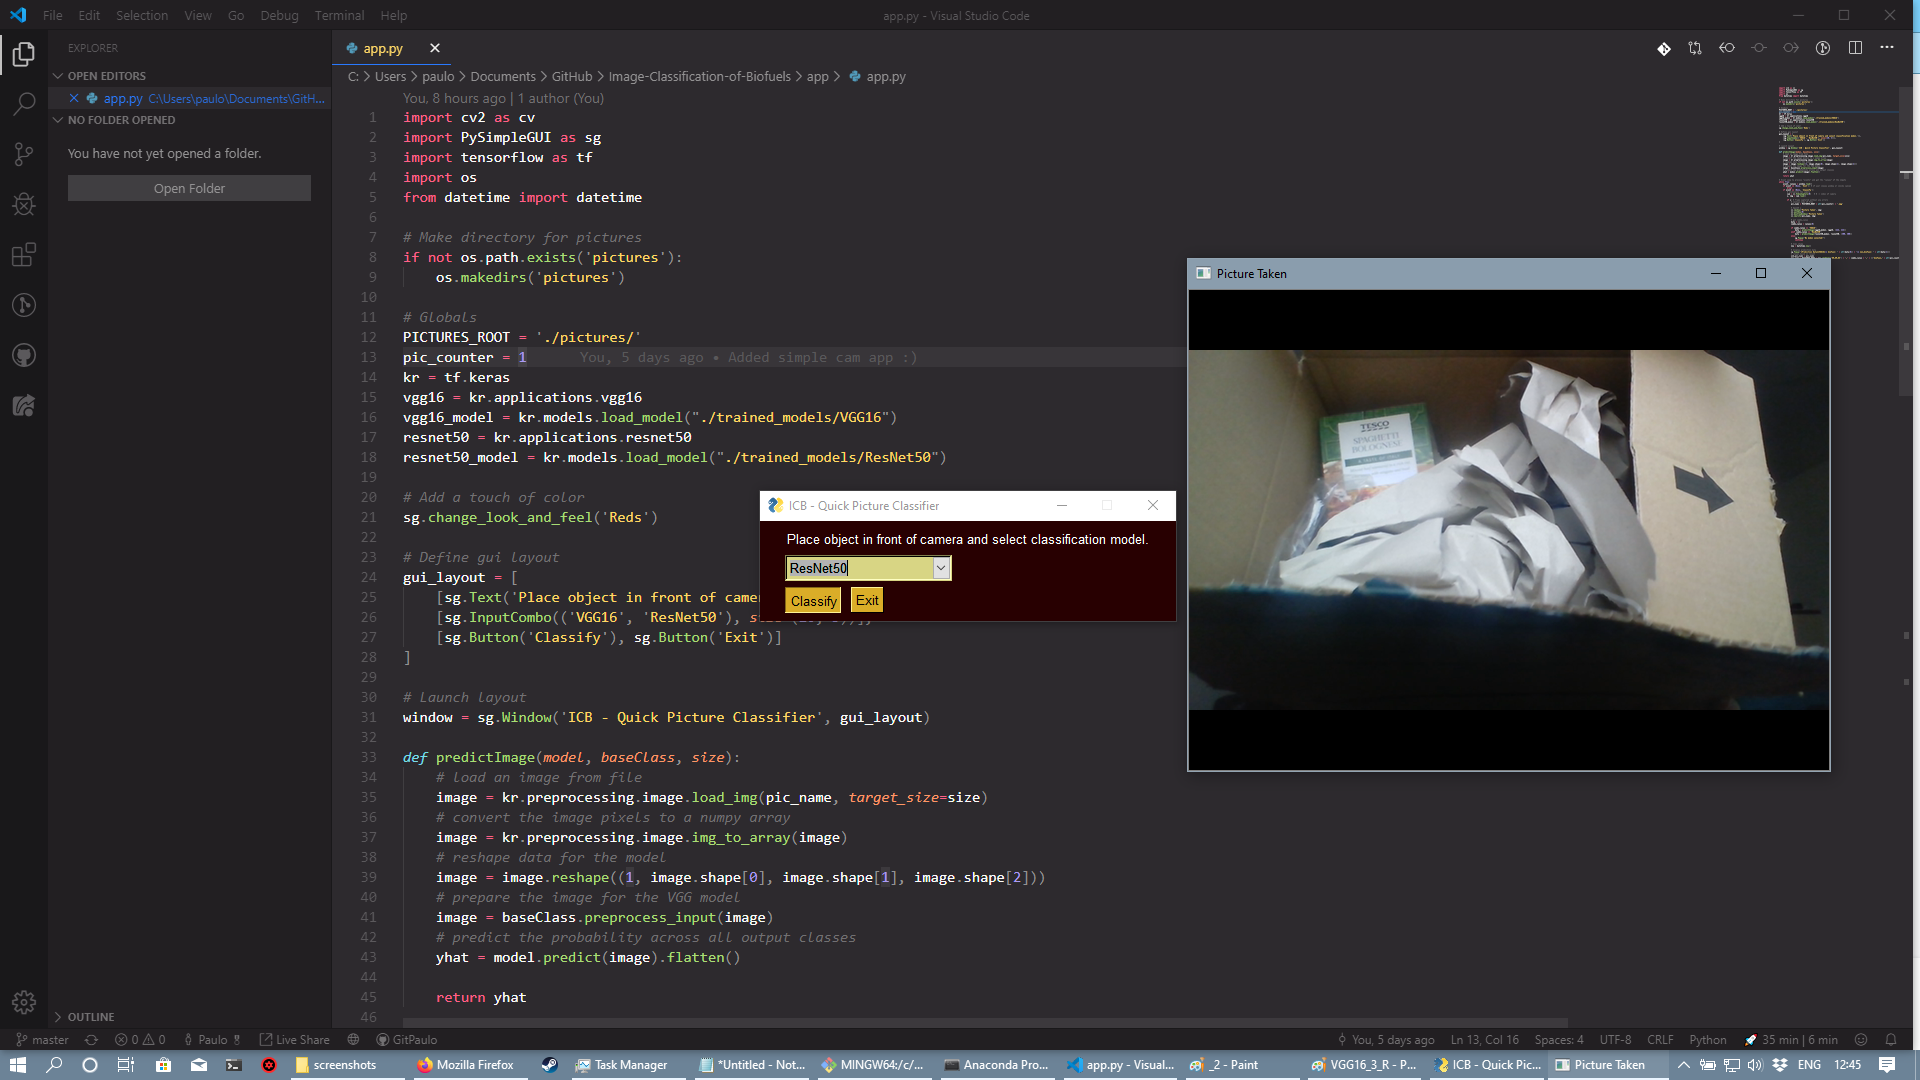 File Edit Selection View Go Debug Terminal Help
app.py - Visual Studio Code
EXPLORER
OPEN EDITORS
app.py C:\Users\paulo\Documents\GitH...
NO FOLDER OPENED
You have not yet opened a folder.
Open Folder
OUTLINE
app.py
C: > Users > paulo > Documents > GitHub > Image-Classification-of-Biofuels > app > app.py
You, 8 hours ago | 1 author (You)
1 import cv2 as cv
2 import PySimpleGUI as sg
3 import tensorflow as tf
4 import os
5 from datetime import datetime
6
7 # Make directory for pictures
8 if not os.path.exists('pictures'):
9 os.makedirs('pictures')
10
11 # Globals
12 PICTURES_ROOT = './pictures/'
13 pic_counter = 1 You, 5 days ago • Added simple cam app :)
14 kr = tf.keras
15 vgg16 = kr.applications.vgg16
16 vgg16_model = kr.models.load_model("./trained_models/VGG16")
17 resnet50 = kr.applications.resnet50
18 resnet50_model = kr.models.load_model("./trained_models/ResNet50")
19
20 # Add a touch of color
21 sg.change_look_and_feel('Reds')
22
23 # Define gui layout
24 gui_layout = [
25 [sg.Text('Place object in front of camer
26 [sg.InputCombo(('VGG16', 'ResNet50'),
27 [sg.Button('Classify'), sg.Button('Exit')]
28 ]
29
30 # Launch layout
31 window = sg.Window('ICB - Quick Picture Classifier', gui_layout)
32
33 def predictImage(model, baseClass, size):
34 # load an image from file
35 image = kr.preprocessing.image.load_img(pic_name, target_size=size)
36 # convert the image pixels to a numpy array
37 image = kr.preprocessing.image.img_to_array(image)
38 # reshape data for the model
39 image = image.reshape((1, image.shape[0], image.shape[1], image.shape[2]))
40 # prepare the image for the VGG model
41 image = baseClass.preprocess_input(image)
42 # predict the probability across all output classes
43 yhat = model.predict(image).flatten()
44
45 return yhat
46
ICB - Quick Picture Classifier
Place object in front of camera and select classification model.
ResNet50
Classify Exit
Picture Taken
TESCO
SPAGHETTI
BOLOGNESE
master 0 0 Paulo Live Share GitPaulo
You, 5 days ago Ln 13, Col 16 Spaces: 4 UTF-8 CRLF Python 35 min | 6 min
screenshots Mozilla Firefox Task Manager *Untitled - Not... MINGW64:/c/... Anaconda Pro... app.py - Visual... _2 - Paint VGG16_3_R - P... ICB - Quick Pic... Picture Taken ENG 12:45